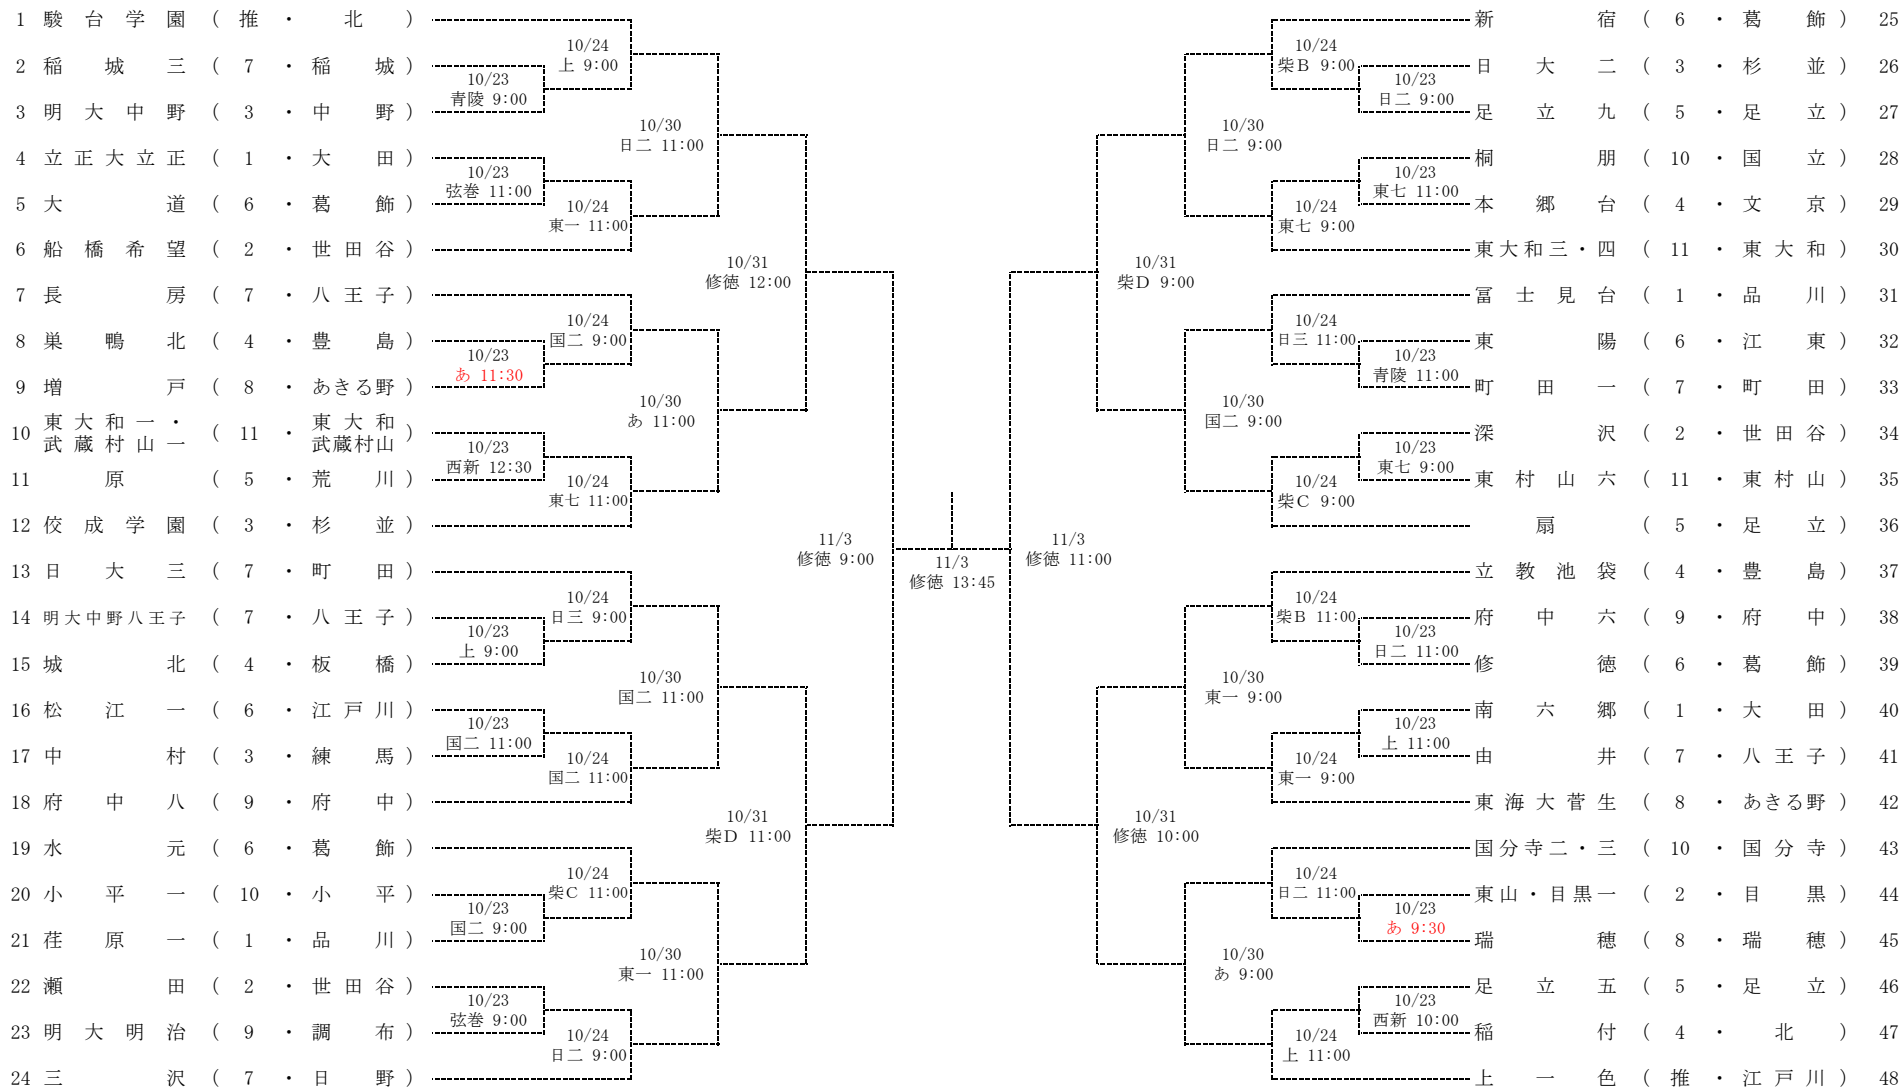 1 駿台学園 ( 推 ・ 北 )
2 稲城三 ( 7 ・ 稲城 )
3 明大中野 ( 3 ・ 中野 )
4 立正大立正 ( 1 ・ 大田 )
5 大道 ( 6 ・ 葛飾 )
6 船橋希望 ( 2 ・ 世田谷 )
7 長房 ( 7 ・ 八王子 )
8 巣鴨北 ( 4 ・ 豊島 )
9 増戸 ( 8 ・ あきる野 )
10 東大和一・武蔵村山一 ( 11 ・ 東大和武蔵村山 )
11 原 ( 5 ・ 荒川 )
12 佼成学園 ( 3 ・ 杉並 )
13 日大三 ( 7 ・ 町田 )
14 明大中野八王子 ( 7 ・ 八王子 )
15 城北 ( 4 ・ 板橋 )
16 松江一 ( 6 ・ 江戸川 )
17 中村 ( 3 ・ 練馬 )
18 府中八 ( 9 ・ 府中 )
19 水元 ( 6 ・ 葛飾 )
20 小平一 ( 10 ・ 小平 )
21 荏原一 ( 1 ・ 品川 )
22 瀬田 ( 2 ・ 世田谷 )
23 明大明治 ( 9 ・ 調布 )
24 三沢 ( 7 ・ 日野 )
10/23
青陵 9:00
10/23
弦巻 11:00
10/23
あ 11:30
10/23
西新 12:30
10/23
上 9:00
10/23
国二 11:00
10/23
国二 9:00
10/23
弦巻 9:00
10/24
上 9:00
10/24
東一 11:00
10/24
国二 9:00
10/24
東七 11:00
10/24
日三 9:00
10/24
国二 11:00
10/24
柴C 11:00
10/24
日二 9:00
10/30
日二 11:00
10/30
あ 11:00
10/30
国二 11:00
10/30
東一 11:00
10/31
修徳 12:00
10/31
柴D 11:00
11/3
修徳 9:00
11/3
修徳 13:45
11/3
修徳 11:00
10/31
柴D 9:00
10/31
修徳 10:00
10/30
日二 9:00
10/30
国二 9:00
10/30
東一 9:00
10/30
あ 9:00
10/24
柴B 9:00
10/24
東七 9:00
10/24
日三 11:00
10/24
柴C 9:00
10/24
柴B 11:00
10/24
東一 9:00
10/24
日二 11:00
10/24
上 11:00
10/23
日二 9:00
10/23
東七 11:00
10/23
青陵 11:00
10/23
東七 9:00
10/23
日二 11:00
10/23
上 11:00
10/23
あ 9:30
10/23
西新 10:00
新宿 ( 6 ・ 葛飾 ) 25
日大二 ( 3 ・ 杉並 ) 26
足立九 ( 5 ・ 足立 ) 27
桐朋 ( 10 ・ 国立 ) 28
本郷台 ( 4 ・ 文京 ) 29
東大和三・四 ( 11 ・ 東大和 ) 30
冨士見台 ( 1 ・ 品川 ) 31
東陽 ( 6 ・ 江東 ) 32
町田一 ( 7 ・ 町田 ) 33
深沢 ( 2 ・ 世田谷 ) 34
東村山六 ( 11 ・ 東村山 ) 35
扇 ( 5 ・ 足立 ) 36
立教池袋 ( 4 ・ 豊島 ) 37
府中六 ( 9 ・ 府中 ) 38
修徳 ( 6 ・ 葛飾 ) 39
南六郷 ( 1 ・ 大田 ) 40
由井 ( 7 ・ 八王子 ) 41
東海大菅生 ( 8 ・ あきる野 ) 42
国分寺二・三 ( 10 ・ 国分寺 ) 43
東山・目黒一 ( 2 ・ 目黒 ) 44
瑞穂 ( 8 ・ 瑞穂 ) 45
足立五 ( 5 ・ 足立 ) 46
稲付 ( 4 ・ 北 ) 47
上一色 ( 推 ・ 江戸川 ) 48